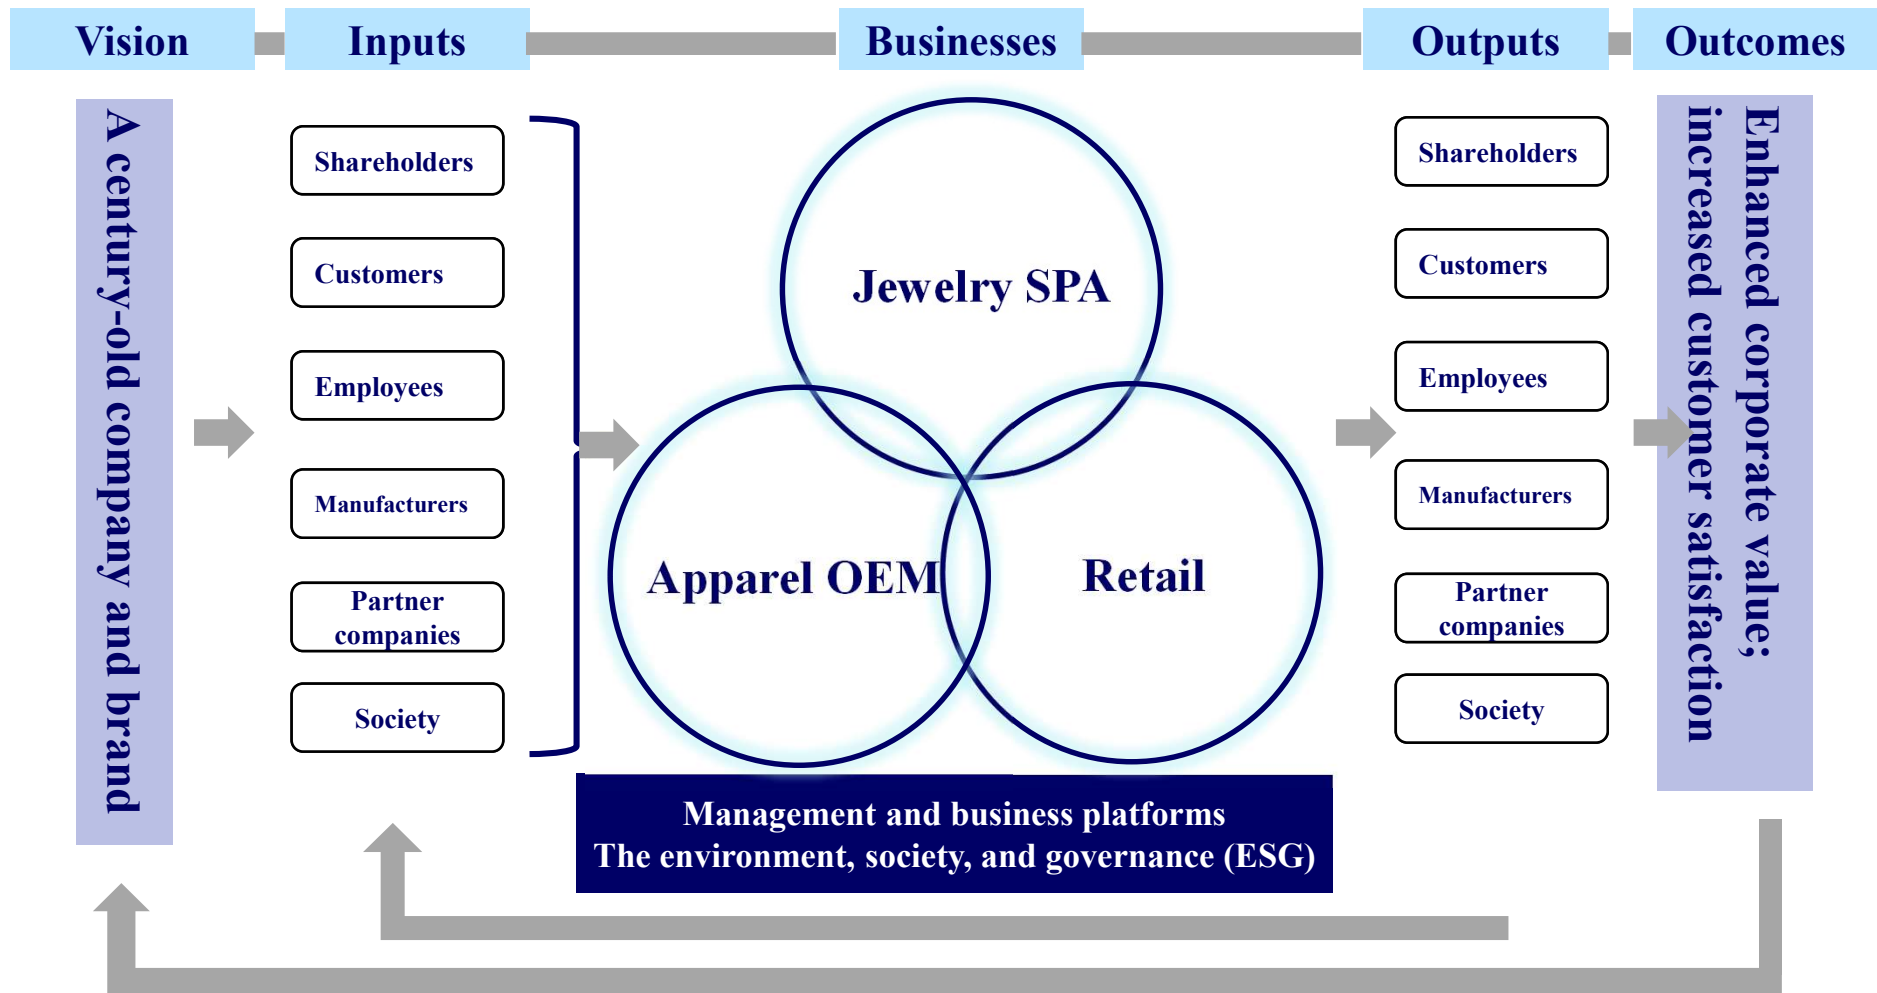 Vision
Inputs
Businesses
Outputs
Outcomes
A century-old company and brand
Shareholders
Customers
Employees
Manufacturers
Partner
companies
Society
Jewelry SPA
Apparel OEM
Retail
Management and business platforms
The environment, society, and governance (ESG)
Shareholders
Customers
Employees
Manufacturers
Partner
companies
Society
Enhanced corporate value;
increased customer satisfaction